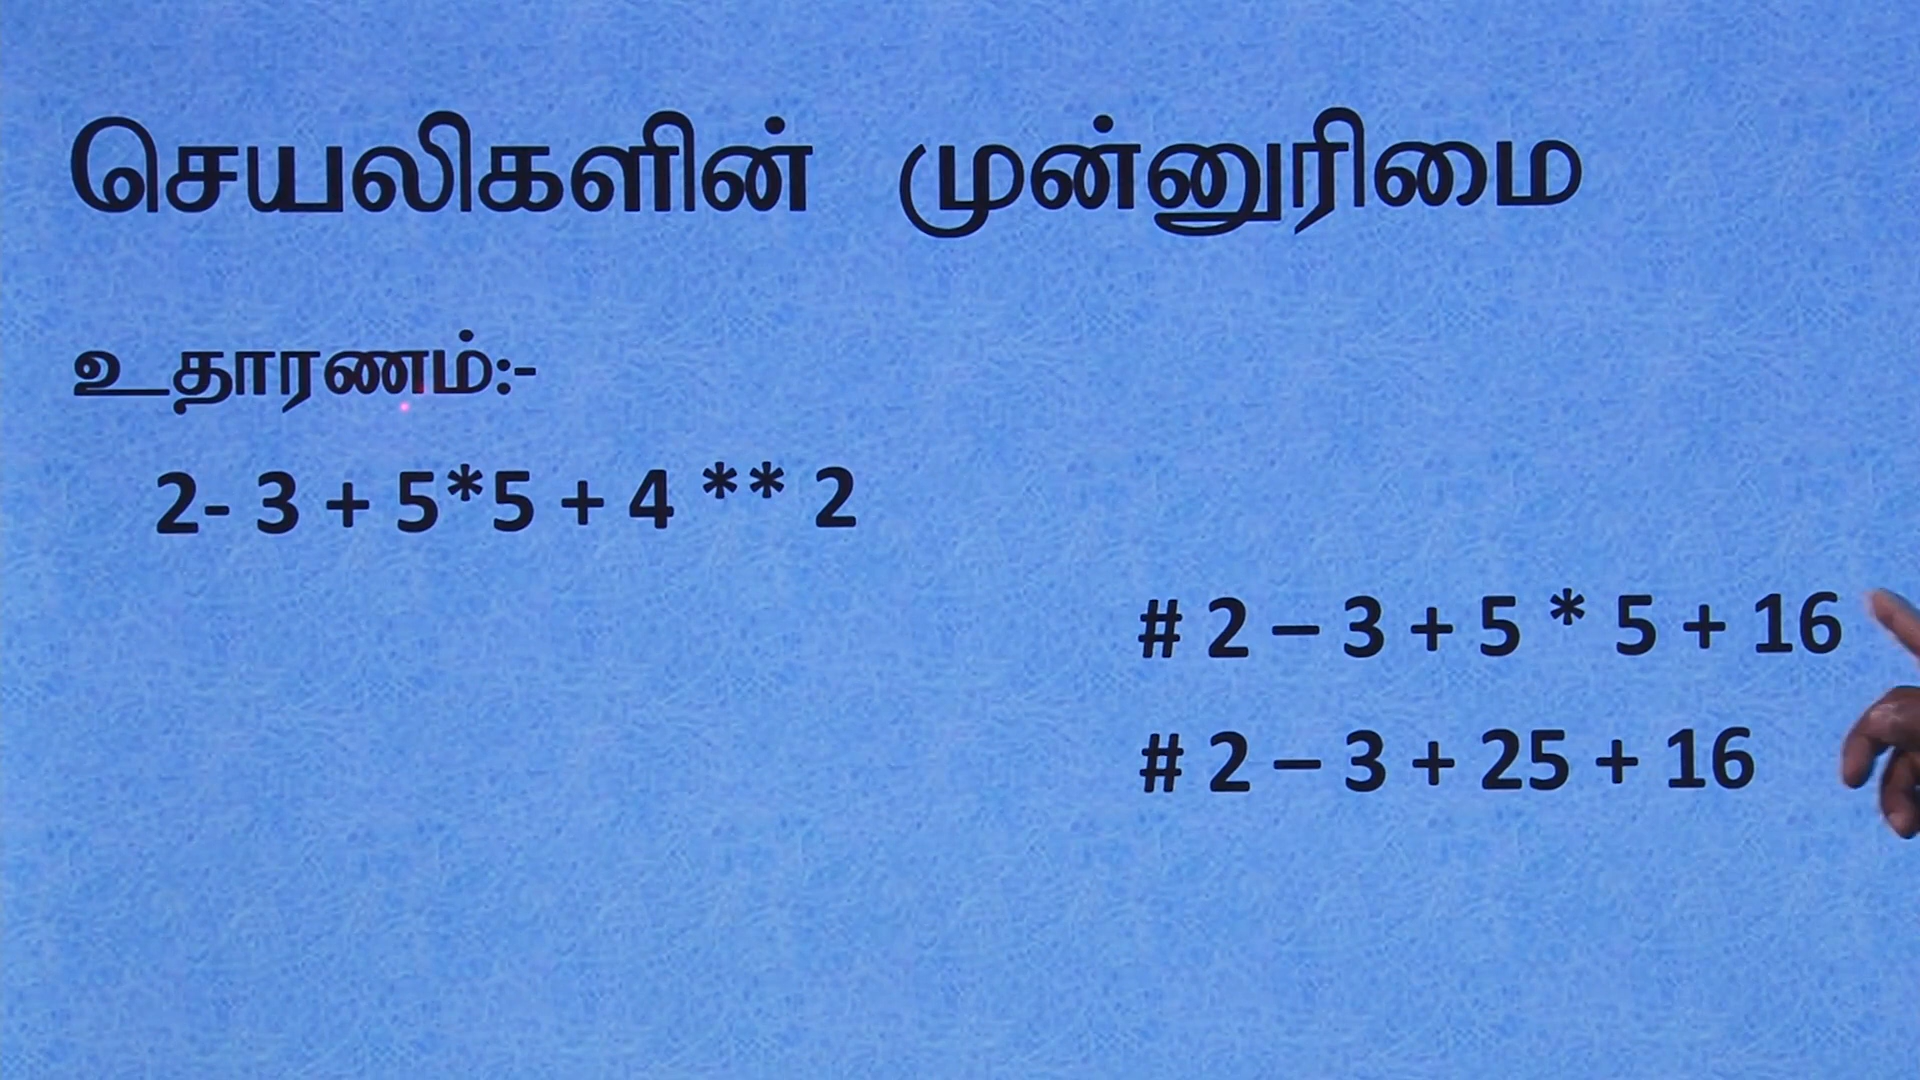 செயலிகளின் முன்னுரிமை
உதாரணம்:-
2- 3 + 5*5 + 4 ** 2
# 2 – 3 + 5 * 5 + 16
# 2 – 3 + 25 + 16